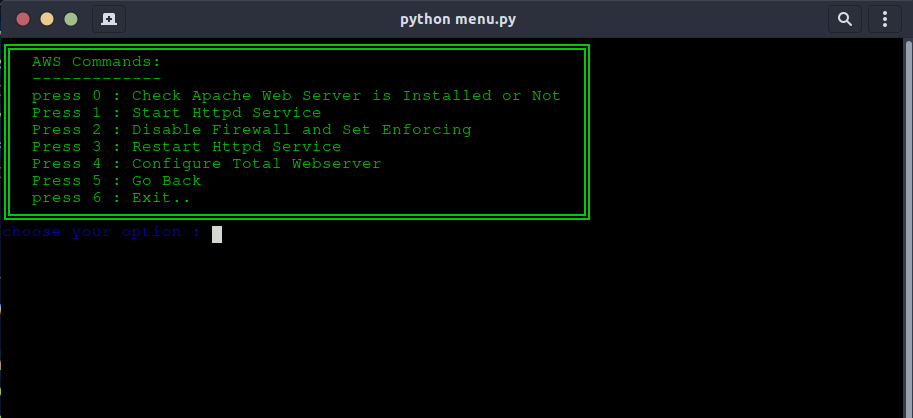 python menu.py
AWS Commands:
-------------
press 0 : Check Apache Web Server is Installed or Not
Press 1 : Start Httpd Service
Press 2 : Disable Firewall and Set Enforcing
Press 3 : Restart Httpd Service
Press 4 : Configure Total Webserver
Press 5 : Go Back
press 6 : Exit..
choose your option :